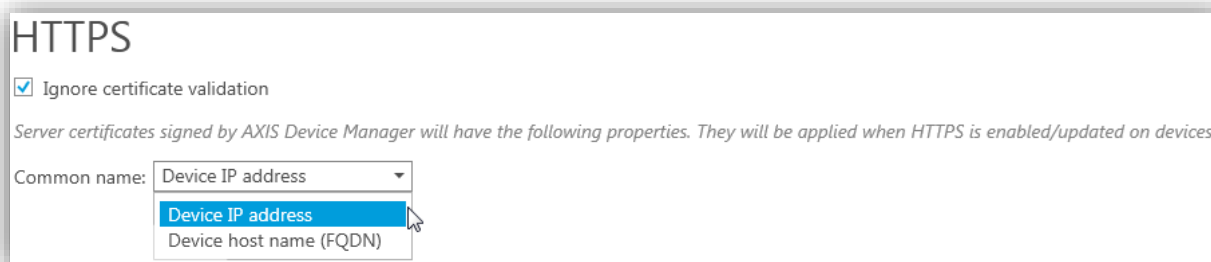 HTTPS
Ignore certificate validation
Server certificates signed by AXIS Device Manager will have the following properties. They will be applied when HTTPS is enabled/updated on devices
Common name: Device IP address
Device IP address
Device host name (FQDN)